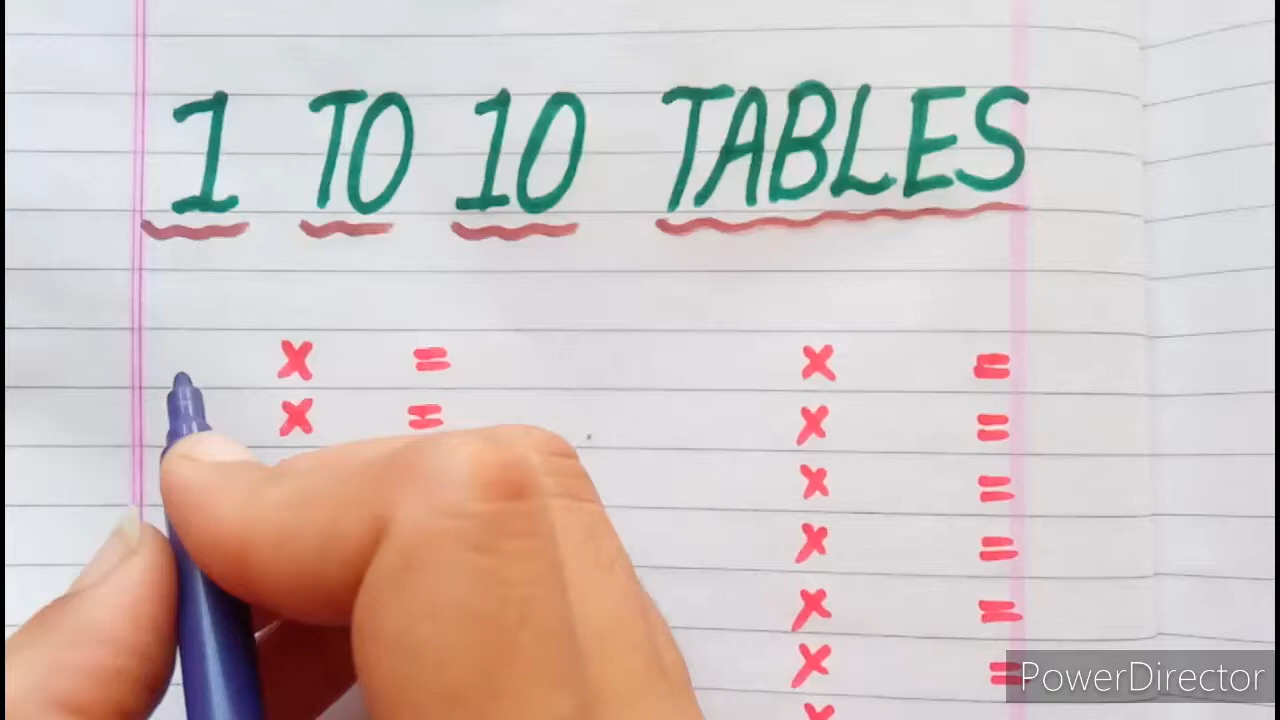 1 TO 10 TABLES
× = × =
× = × =
× =
× =
× =
× =
×
PowerDirector